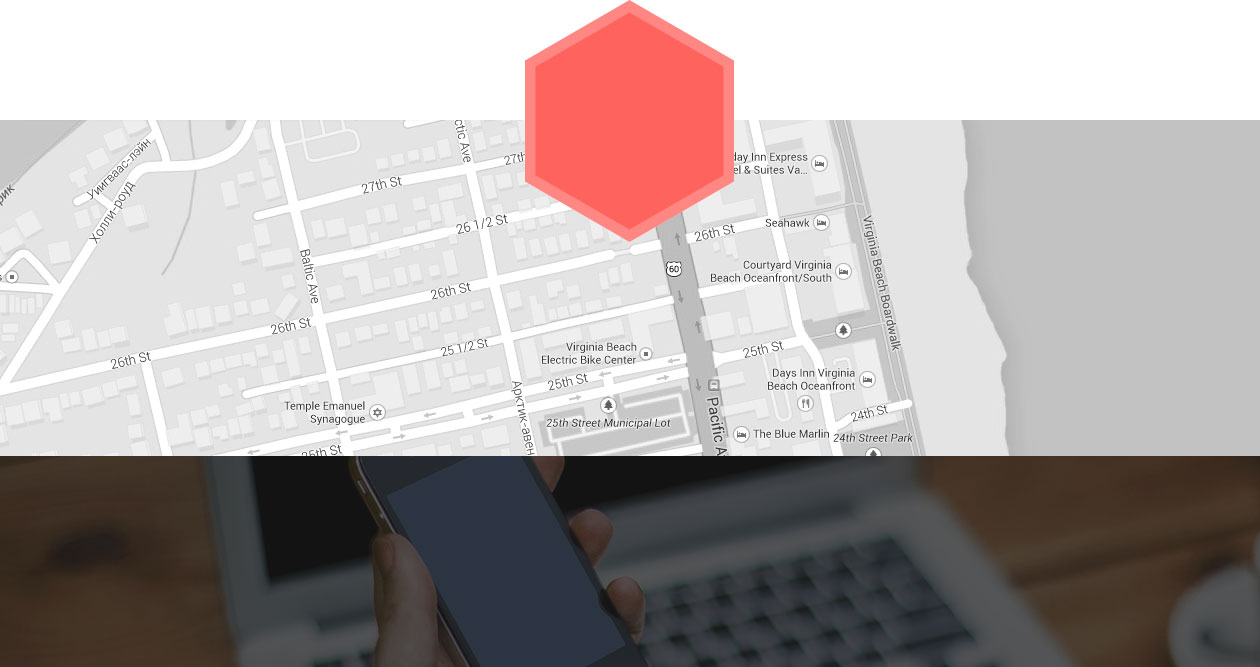 Уиигваас-лэйн
Холли-роуд
рик
ctic Ave
27th
27th St
day Inn Express
el & Suites Va...
26 1/2 St
26th St
Seahawk
Virginia Beach Boardwalk
Baltic Ave
60
Courtyard Virginia
Beach Oceanfront/South
26th St
26th St
26th St
25 1/2 St
Virginia Beach
Electric Bike Center
25th St
25th St
Days Inn Virginia
Beach Oceanfront
Temple Emanuel
Synagogue
Арктик-авен
25th Street Municipal Lot
Pacific A
24th St
The Blue Marlin
24th Street Park
25th St